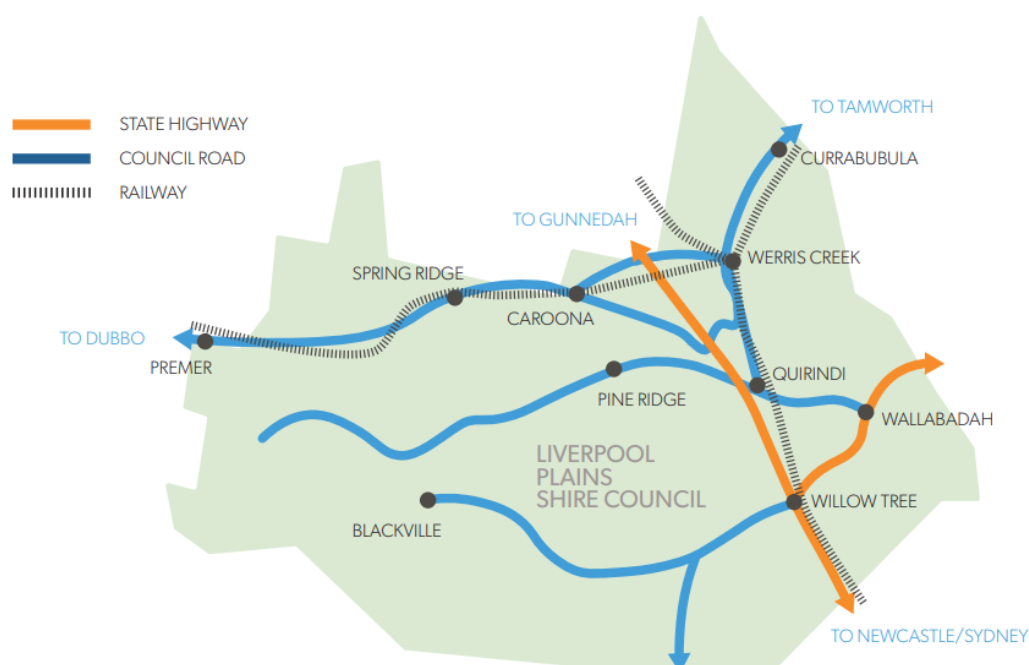 STATE HIGHWAY
COUNCIL ROAD
RAILWAY
TO TAMWORTH
CURRABUBULA
TO GUNNEDAH
WERRIS CREEK
SPRING RIDGE
CAROONA
TO DUBBO
PREMER
QUIRINDI
PINE RIDGE
WALLABADAH
LIVERPOOL
PLAINS
SHIRE COUNCIL
WILLOW TREE
BLACKVILLE
TO NEWCASTLE/SYDNEY